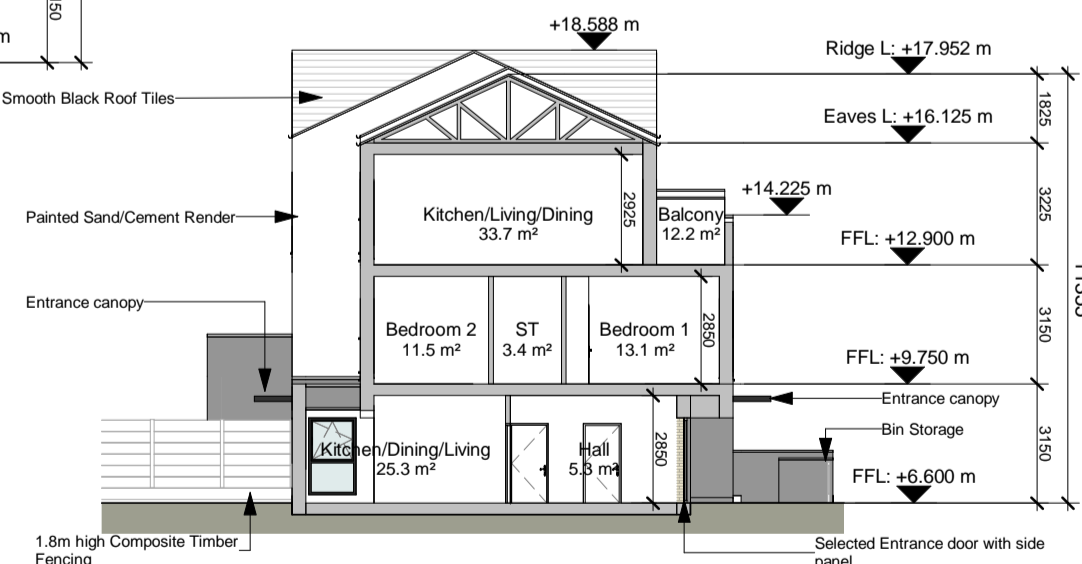 m
+18.588 m
Ridge L: +17.952 m
Smooth Black Roof Tiles
1825
Eaves L: +16.125 m
+14.225 m
Painted Sand/Cement Render
Kitchen/Living/Dining
33.7 m²
2925
Balcony
12.2 m²
3225
FFL: +12.900 m
Entrance canopy
Bedroom 2
11.5 m²
ST
3.4 m²
Bedroom 1
13.1 m²
2850
3150
FFL: +9.750 m
Entrance canopy
Bin Storage
Kitchen/Dining/Living
25.3 m²
Hall
5.3 m²
2850
3150
FFL: +6.600 m
1.8m high Composite Timber
Fencing
Selected Entrance door with side
panel